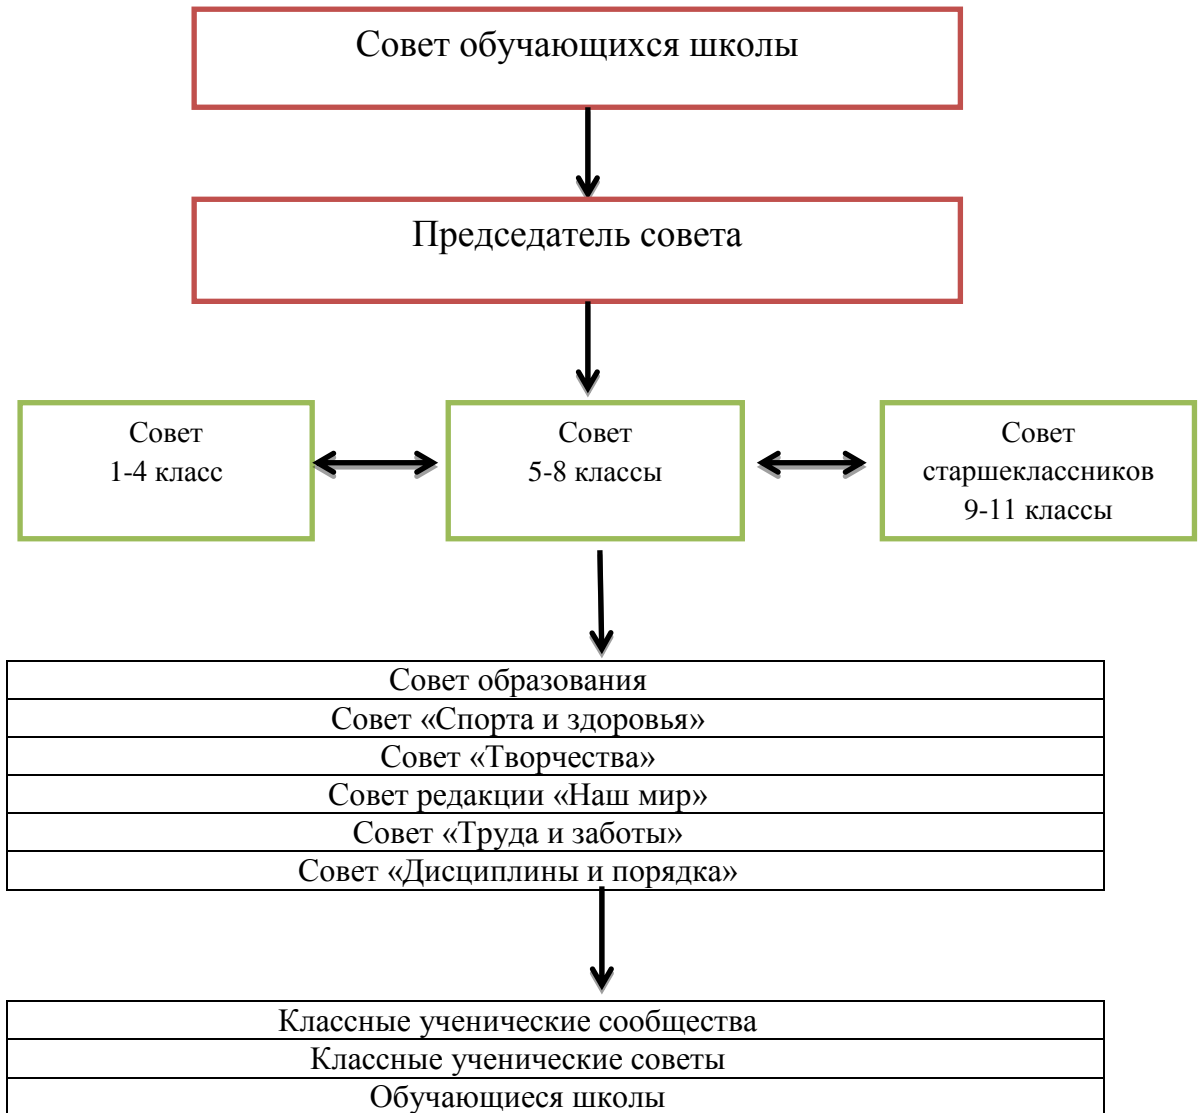 Совет обучающихся школы
Председатель совета
Совет
1-4 класс
Совет
5-8 классы
Совет
старшеклассников
9-11 классы
Совет образования
Совет «Спорта и здоровья»
Совет «Творчества»
Совет редакции «Наш мир»
Совет «Труда и заботы»
Совет «Дисциплины и порядка»
Классные ученические сообщества
Классные ученические советы
Обучающиеся школы